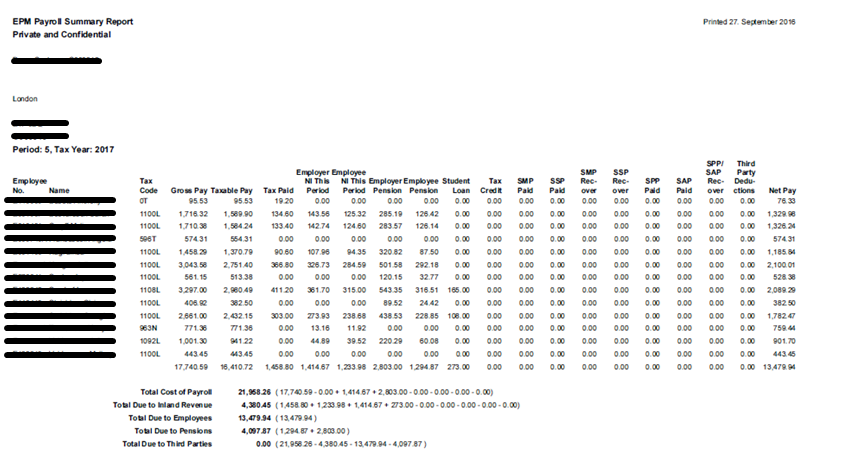 EPM Payroll Summary Report
Printed 27. September 2016
Private and Confidential
London
Period: 5, Tax Year: 2017
Employee No. Name Tax Code Gross Pay Taxable Pay Tax Paid Employer NI This Period Employee NI This Period Employer Pension Employee Pension Student Loan Tax Credit SMP Paid SSP Paid SMP Rec- over SSP Rec- over SPP Paid SAP Paid SPP/ SAP Rec- over Third Party Dedu- ctions Net Pay
0T 95.53 95.53 19.20 0.00 0.00 0.00 0.00 0.00 0.00 0.00 0.00 0.00 0.00 0.00 0.00 0.00 0.00 76.33
1100L 1,716.32 1,589.90 134.60 143.56 125.32 285.19 126.42 0.00 0.00 0.00 0.00 0.00 0.00 0.00 0.00 0.00 0.00 1,329.98
1100L 1,710.38 1,584.24 133.40 142.74 124.60 283.57 126.14 0.00 0.00 0.00 0.00 0.00 0.00 0.00 0.00 0.00 0.00 1,326.24
596T 574.31 554.31 0.00 0.00 0.00 0.00 0.00 0.00 0.00 0.00 0.00 0.00 0.00 0.00 0.00 0.00 0.00 574.31
1100L 1,458.29 1,370.79 90.60 107.96 94.35 320.82 87.50 0.00 0.00 0.00 0.00 0.00 0.00 0.00 0.00 0.00 0.00 1,185.84
1100L 3,043.58 2,751.40 366.80 326.73 284.59 501.58 292.18 0.00 0.00 0.00 0.00 0.00 0.00 0.00 0.00 0.00 0.00 2,100.01
1100L 561.15 513.38 0.00 0.00 0.00 120.15 32.77 0.00 0.00 0.00 0.00 0.00 0.00 0.00 0.00 0.00 0.00 528.38
1108L 3,297.00 2,980.49 411.20 361.70 315.00 543.35 316.51 165.00 0.00 0.00 0.00 0.00 0.00 0.00 0.00 0.00 0.00 2,089.29
1100L 406.92 382.50 0.00 0.00 0.00 89.52 24.42 0.00 0.00 0.00 0.00 0.00 0.00 0.00 0.00 0.00 0.00 382.50
1100L 2,661.00 2,432.15 303.00 273.93 238.68 438.53 228.85 108.00 0.00 0.00 0.00 0.00 0.00 0.00 0.00 0.00 0.00 1,782.47
963N 771.36 771.36 0.00 13.16 11.92 0.00 0.00 0.00 0.00 0.00 0.00 0.00 0.00 0.00 0.00 0.00 0.00 759.44
1092L 1,001.30 941.22 0.00 44.89 39.52 220.29 60.08 0.00 0.00 0.00 0.00 0.00 0.00 0.00 0.00 0.00 0.00 901.70
1100L 443.45 443.45 0.00 0.00 0.00 0.00 0.00 0.00 0.00 0.00 0.00 0.00 0.00 0.00 0.00 0.00 0.00 443.45
17,740.59 16,410.72 1,458.80 1,414.67 1,233.98 2,803.00 1,294.87 273.00 0.00 0.00 0.00 0.00 0.00 0.00 0.00 0.00 0.00 13,479.94
Total Cost of Payroll 21,958.26 ( 17,740.59 - 0.00 + 1,414.67 + 2,803.00 - 0.00 - 0.00 - 0.00 - 0.00)
Total Due to Inland Revenue 4,380.45 ( 1,458.80 + 1,233.98 + 1,414.67 + 273.00 - 0.00 - 0.00 - 0.00 - 0.00 - 0.00)
Total Due to Employees 13,479.94 ( 13,479.94 )
Total Due to Pensions 4,097.87 ( 1,294.87 + 2,803.00 )
Total Due to Third Parties 0.00 ( 21,958.26 - 4,380.45 - 13,479.94 - 4,097.87 )